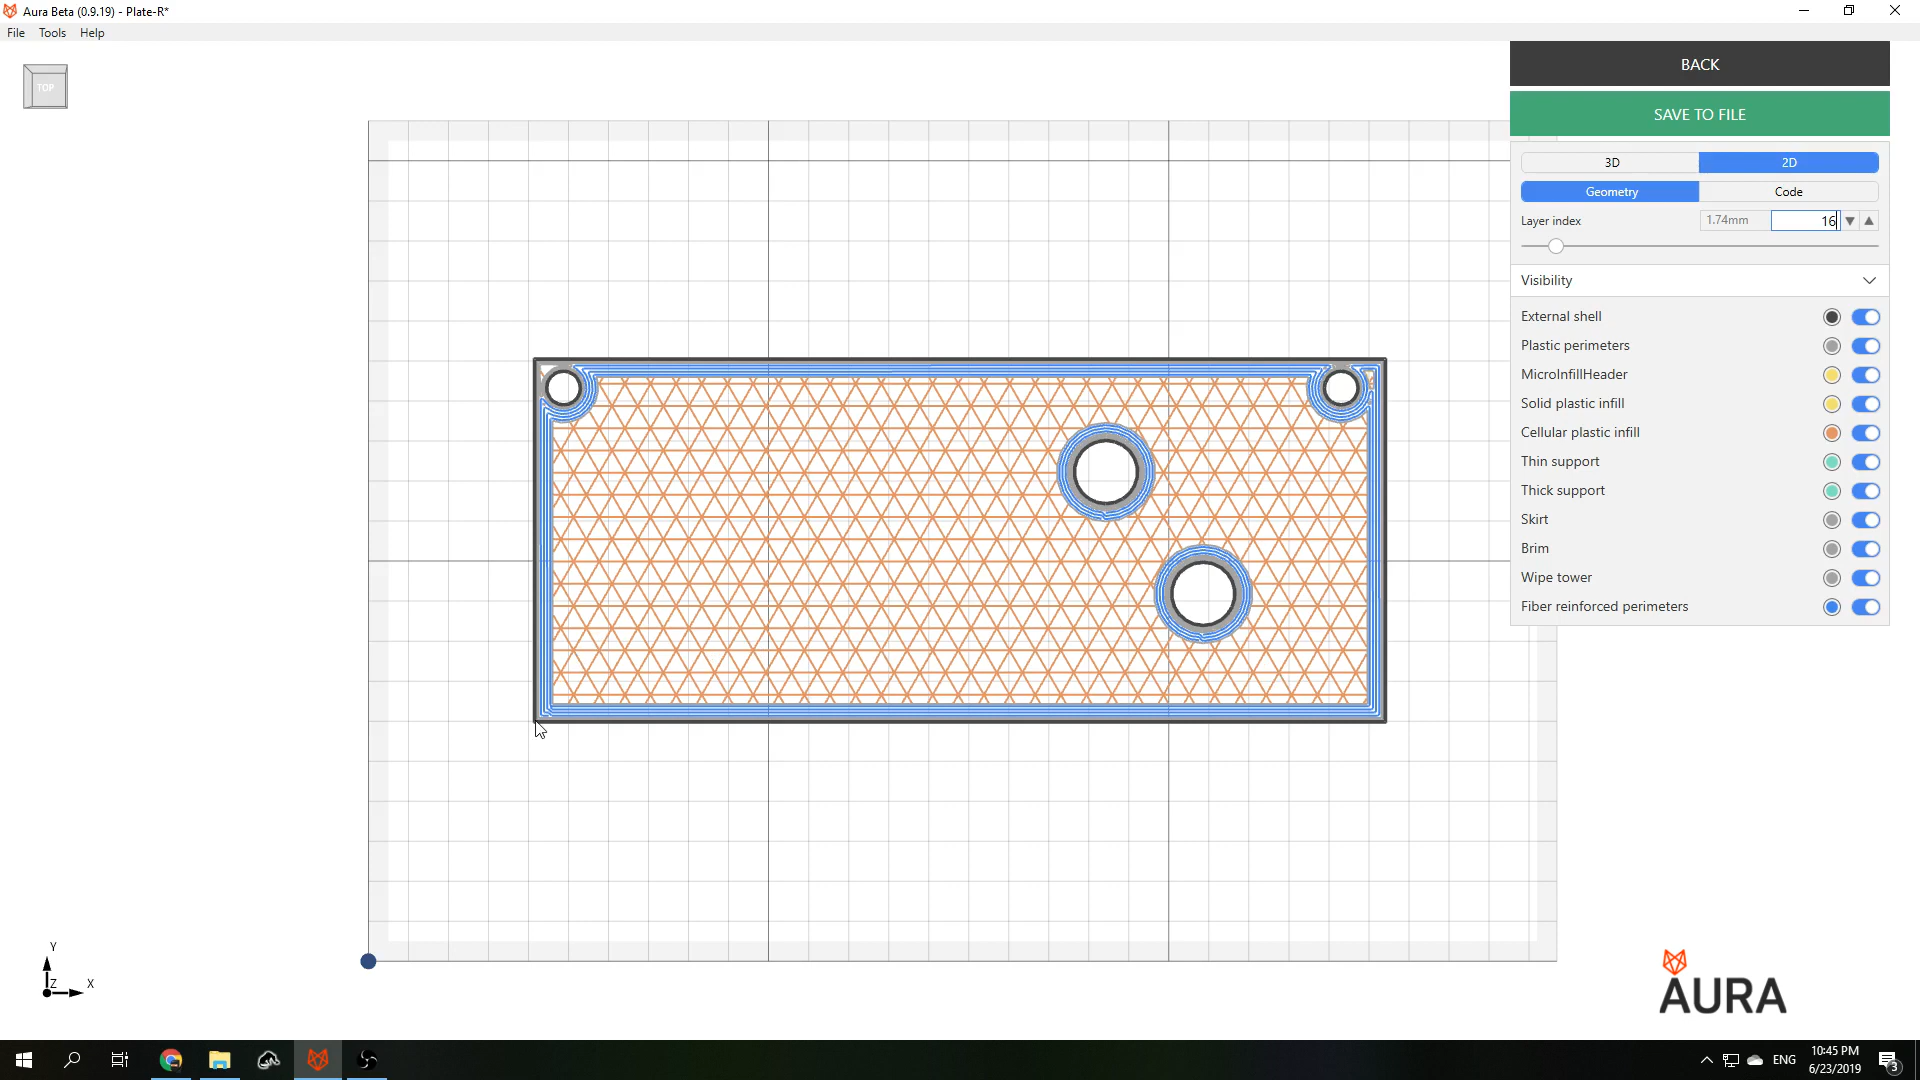 Aura Beta (0.9.19) - Plate-R*
File Tools Help
TOP
BACK
SAVE TO FILE
3D 2D
Geometry Code
Layer index 1.74mm 16
Visibility
External shell
Plastic perimeters
MicroInfillHeader
Solid plastic infill
Cellular plastic infill
Thin support
Thick support
Skirt
Brim
Wipe tower
Fiber reinforced perimeters
Y
Z
X
AURA
ENG
10:45 PM
6/23/2019
3